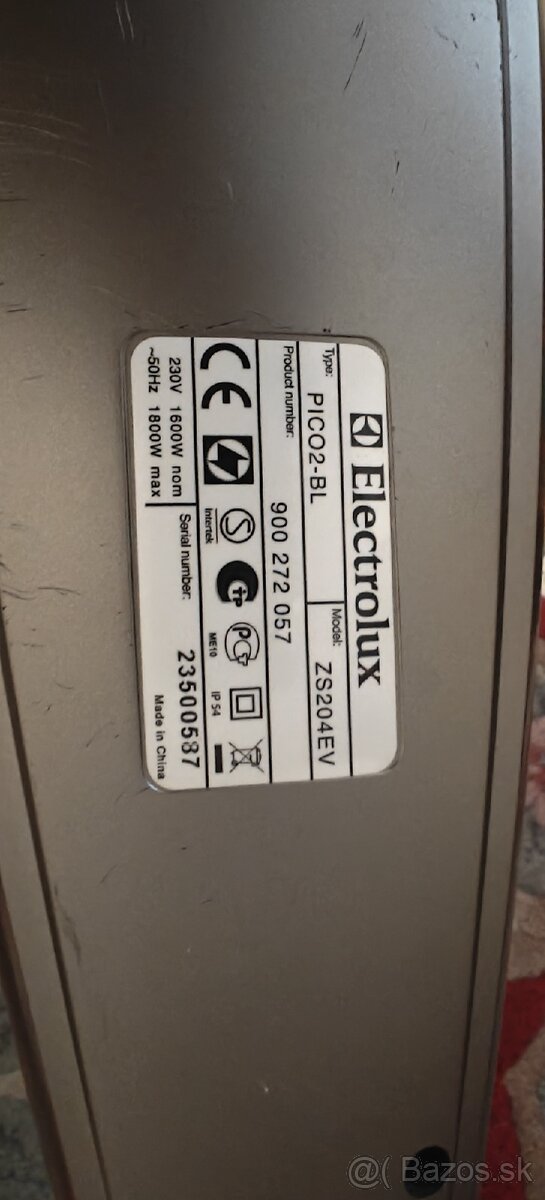 Electrolux
Type: PICO2-BL Model: ZS204EV
Product number: 900 272 057
CE S Intertek PG ME10 IP 54
230V 1600W nom
~50Hz 1800W max
Serial number: 23500587
Made in China
@( Bazos.sk